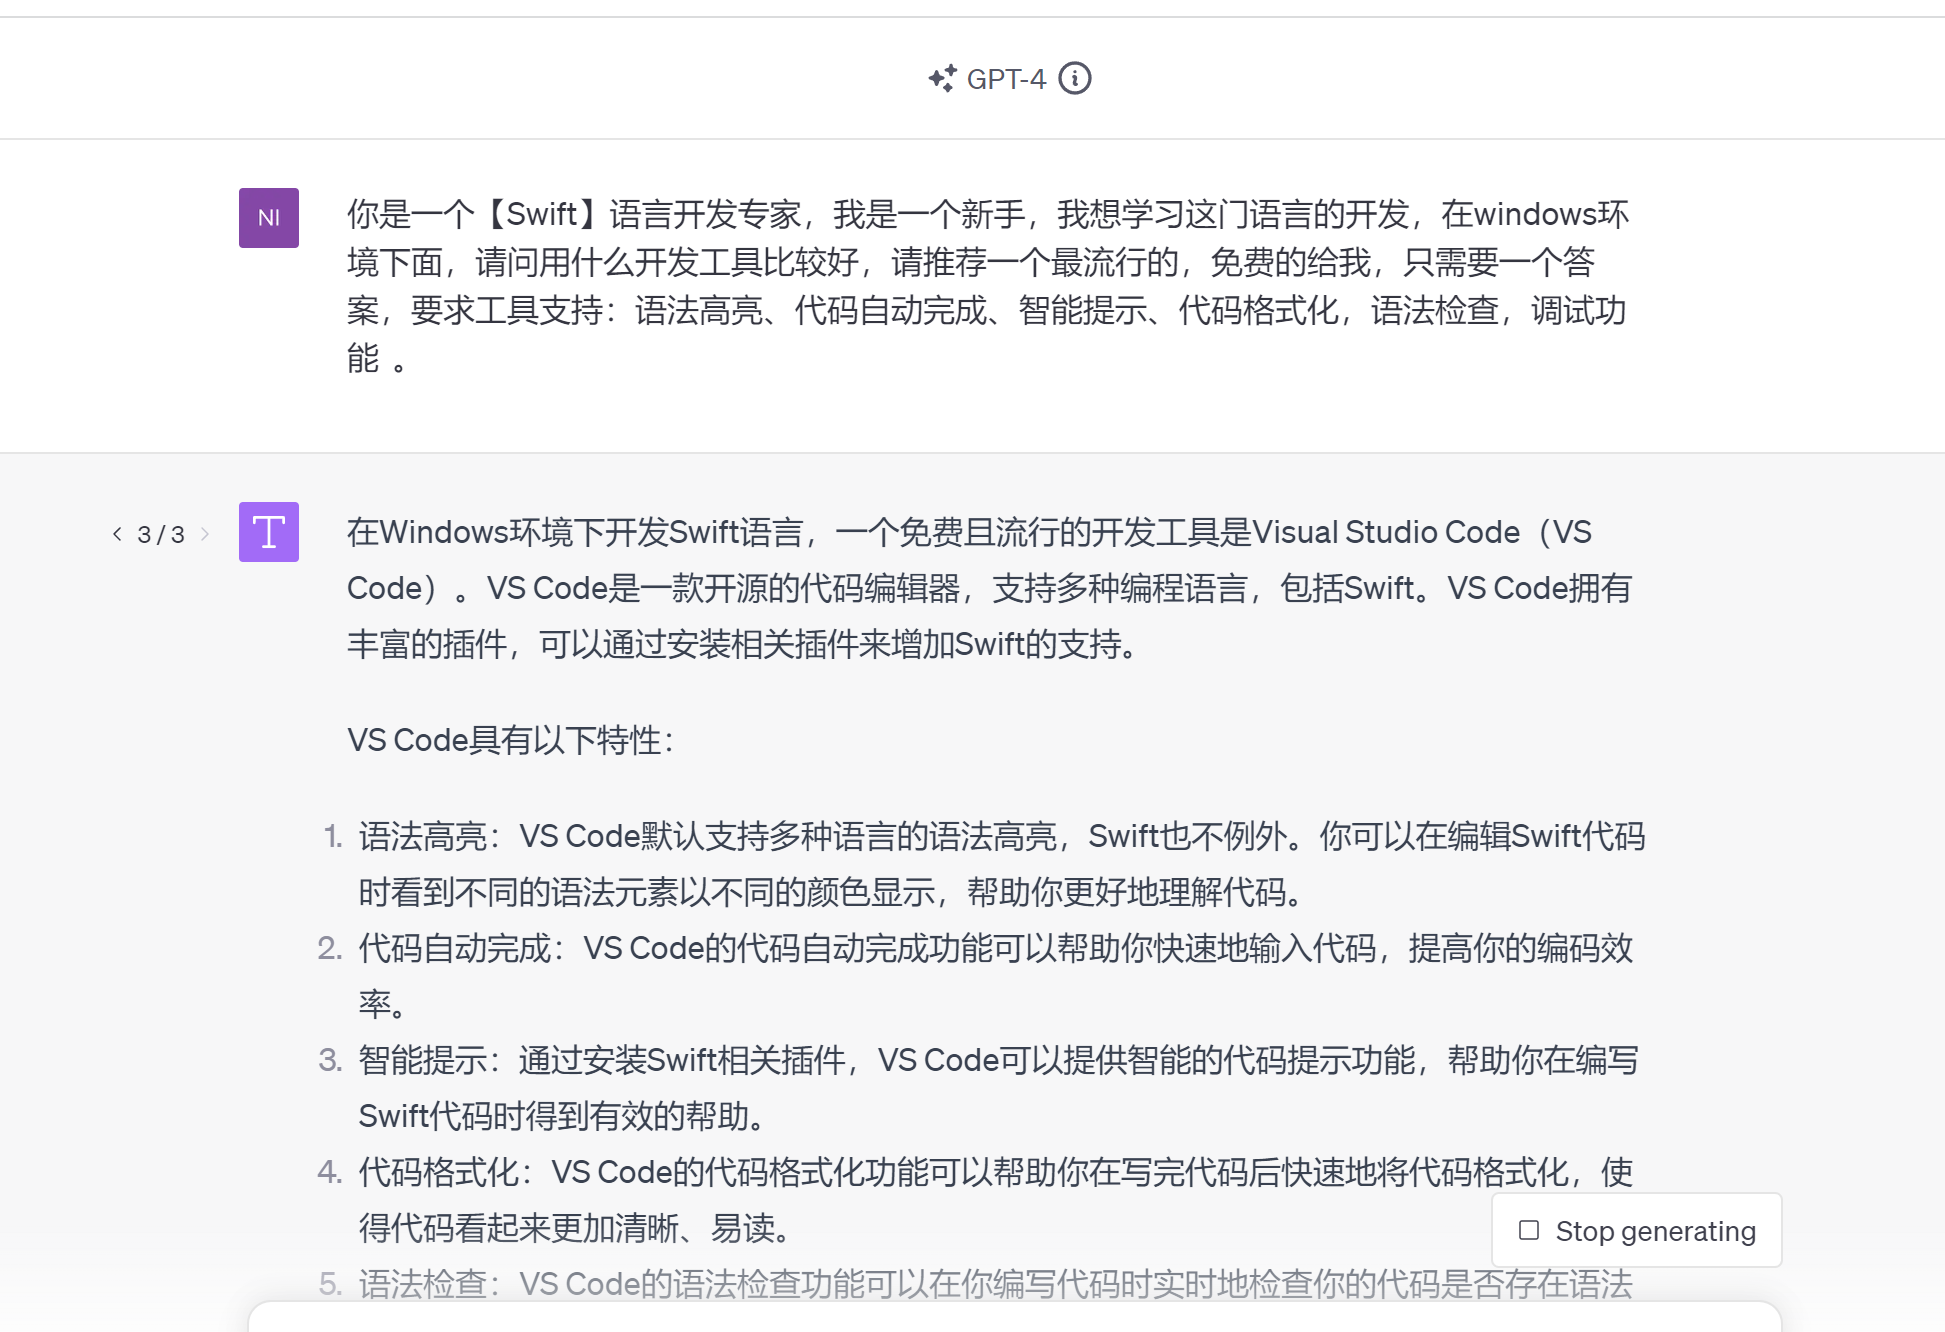 GPT-4
NI
你是一个【Swift】语言开发专家，我是一个新手，我想学习这门语言的开发，在windows环
境下面，请问用什么开发工具比较好，请推荐一个最流行的，免费的给我，只需要一个答
案，要求工具支持：语法高亮、代码自动完成、智能提示、代码格式化，语法检查，调试功
能 。
3 / 3
T
在Windows环境下开发Swift语言，一个免费且流行的开发工具是Visual Studio Code（VS
Code）。VS Code是一款开源的代码编辑器，支持多种编程语言，包括Swift。VS Code拥有
丰富的插件，可以通过安装相关插件来增加Swift的支持。
VS Code具有以下特性：
1. 语法高亮：VS Code默认支持多种语言的语法高亮，Swift也不例外。你可以在编辑Swift代码
时看到不同的语法元素以不同的颜色显示，帮助你更好地理解代码。
2. 代码自动完成：VS Code的代码自动完成功能可以帮助你快速地输入代码，提高你的编码效
率。
3. 智能提示：通过安装Swift相关插件，VS Code可以提供智能的代码提示功能，帮助你在编写
Swift代码时得到有效的帮助。
4. 代码格式化：VS Code的代码格式化功能可以帮助你在写完代码后快速地将代码格式化，使
得代码看起来更加清晰、易读。
Stop generating
5. 语法检查：VS Code的语法检查功能可以在你编写代码时实时地检查你的代码是否存在语法